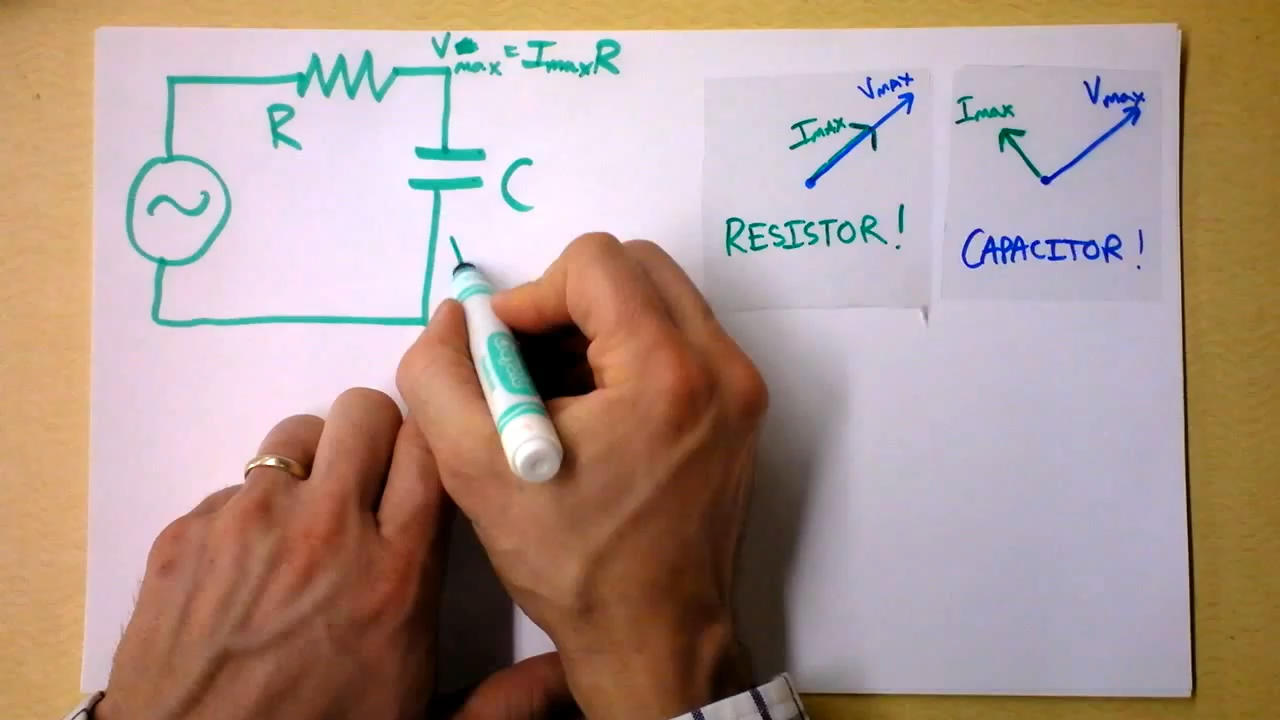 Vmax = ImaxR
R
C
VMAX
IMAX
RESISTOR!
Imax
Vmax
CAPACITOR!